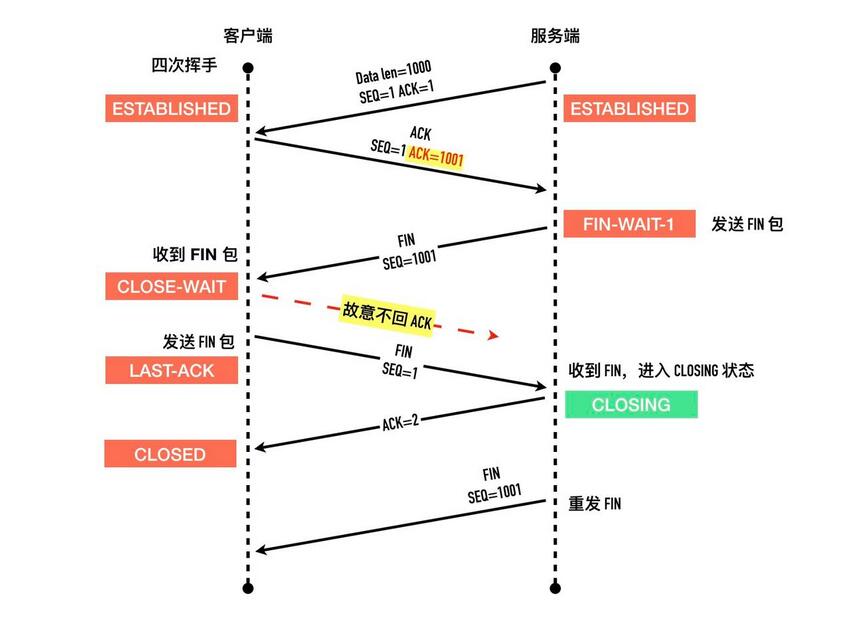 客户端
服务端
四次挥手
Data len=1000
SEQ=1 ACK=1
ESTABLISHED
ESTABLISHED
ACK
SEQ=1 ACK=1001
FIN-WAIT-1
发送 FIN 包
FIN
SEQ=1001
收到 FIN 包
CLOSE-WAIT
故意不回 ACK
发送 FIN 包
LAST-ACK
FIN
SEQ=1
收到 FIN，进入 CLOSING 状态
CLOSING
ACK=2
CLOSED
FIN
SEQ=1001
重发 FIN